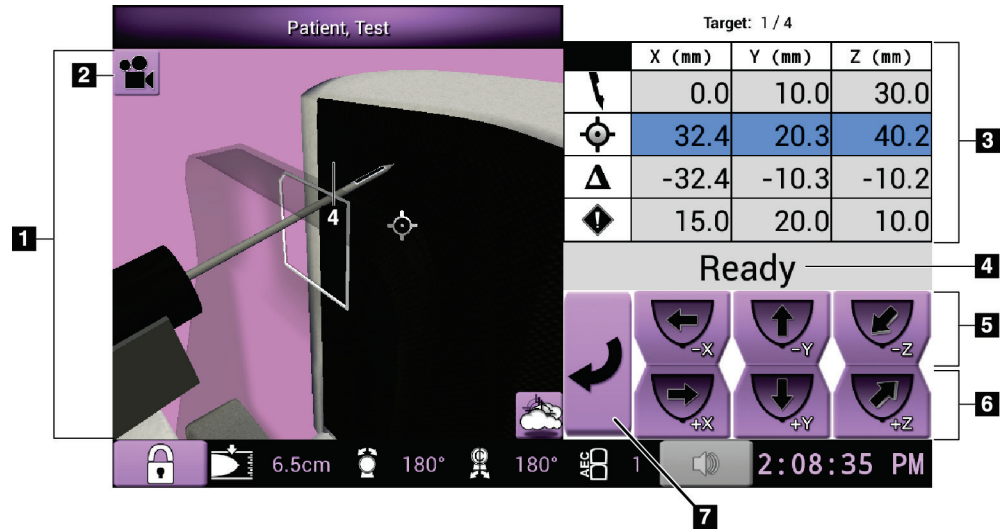 Patient, Test
Target: 1 / 4
1
2
3
4
5
6
7
4
X (mm) Y (mm) Z (mm)
0.0 10.0 30.0
32.4 20.3 40.2
Δ -32.4 -10.3 -10.2
! 15.0 20.0 10.0
Ready
-X -Y -Z
+X +Y +Z
6.5cm 180° 180° AEC 1 2:08:35 PM